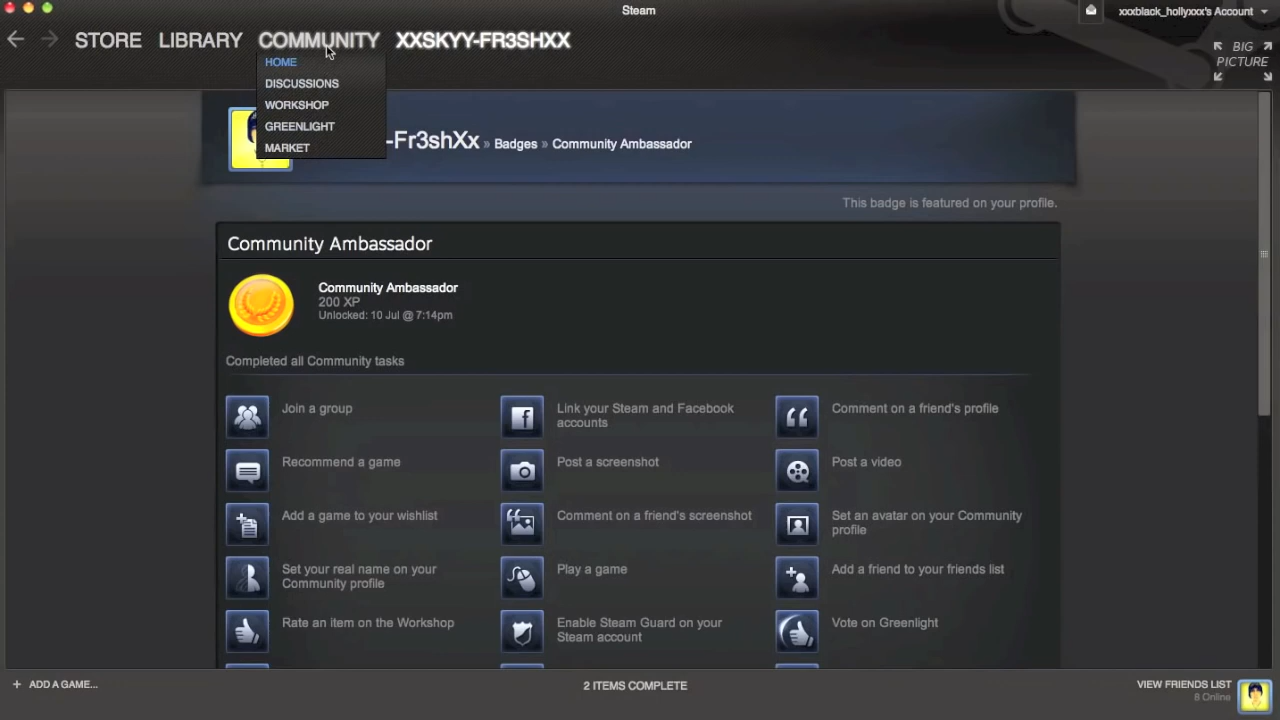 Steam
xxxblack_hollyxxx's Account
STORE LIBRARY COMMUNITY XXSKYY-FR3SHXX
BIG PICTURE
HOME
DISCUSSIONS
WORKSHOP
GREENLIGHT
MARKET
-Fr3shXx » Badges » Community Ambassador
This badge is featured on your profile.
Community Ambassador
Community Ambassador
200 XP
Unlocked: 10 Jul @ 7:14pm
Completed all Community tasks
Join a group
Link your Steam and Facebook
accounts
Comment on a friend's profile
Recommend a game
Post a screenshot
Post a video
Add a game to your wishlist
Comment on a friend's screenshot
Set an avatar on your Community
profile
Set your real name on your
Community profile
Play a game
Add a friend to your friends list
Rate an item on the Workshop
Enable Steam Guard on your
Steam account
Vote on Greenlight
+ ADD A GAME...
2 ITEMS COMPLETE
VIEW FRIENDS LIST
8 Online